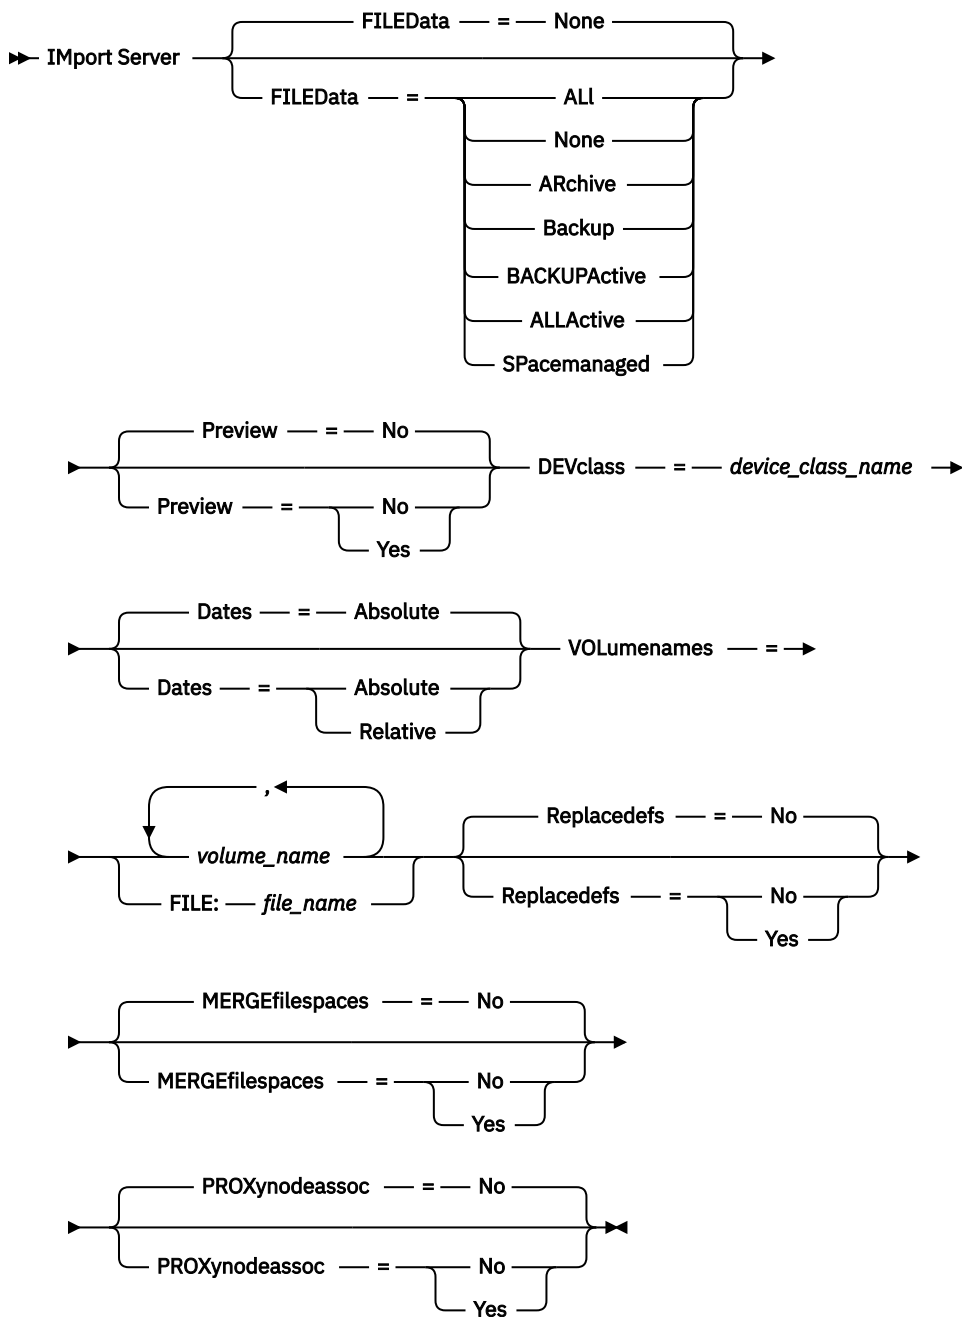 FILEData = None
IMport Server
FILEData = ALl
None
ARchive
Backup
BACKUPActive
ALLActive
SPacemanaged
Preview = No
DEVclass = device_class_name
Preview = No
Yes
Dates = Absolute
VOLumenames =
Dates = Absolute
Relative
,
Replacedefs = No
volume_name
FILE: file_name
Replacedefs = No
Yes
MERGEfilespaces = No
MERGEfilespaces = No
Yes
PROXynodeassoc = No
PROXynodeassoc = No
Yes